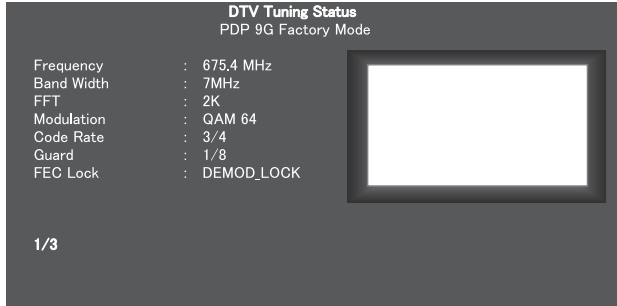 DTV Tuning Status
PDP 9G Factory Mode
Frequency : 675.4 MHz
Band Width : 7MHz
FFT : 2K
Modulation : QAM 64
Code Rate : 3/4
Guard : 1/8
FEC Lock : DEMOD_LOCK
1/3